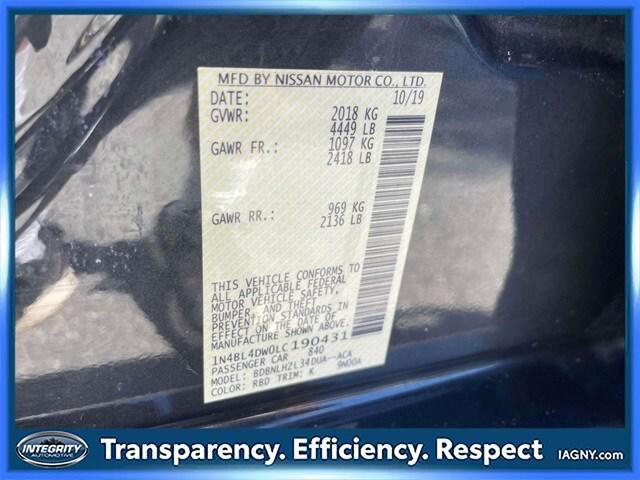 MFD BY NISSAN MOTOR CO., LTD.
DATE: 10/19
GVWR: 2018 KG
4449 LB
GAWR FR.: 1097 KG
2418 LB
GAWR RR.: 969 KG
2136 LB
THIS VEHICLE CONFORMS TO
ALL APPLICABLE FEDERAL
MOTOR VEHICLE SAFETY,
BUMPER, AND THEFT
PREVENTION STANDARDS IN
EFFECT ON THE DATE OF
MANUFACTURE SHOWN ABOVE.
1N4BL4DW0LC190431
PASSENGER CAR 840
MODEL: BDBNLHZL34DUA--ACA
COLOR: RBD TRIM: K 9N00A
INTEGRITY
AUTOMOTIVE
Transparency. Efficiency. Respect
IAGNY.com